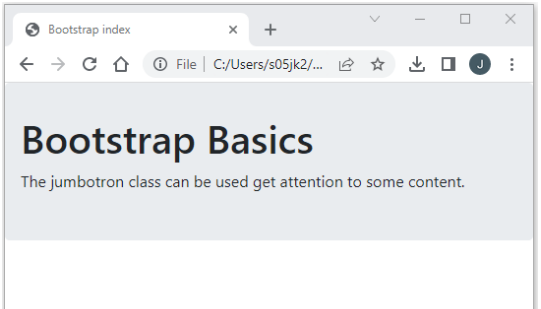 Bootstrap index
File C:/Users/s05jk2/...
J
Bootstrap Basics
The jumbotron class can be used get attention to some content.